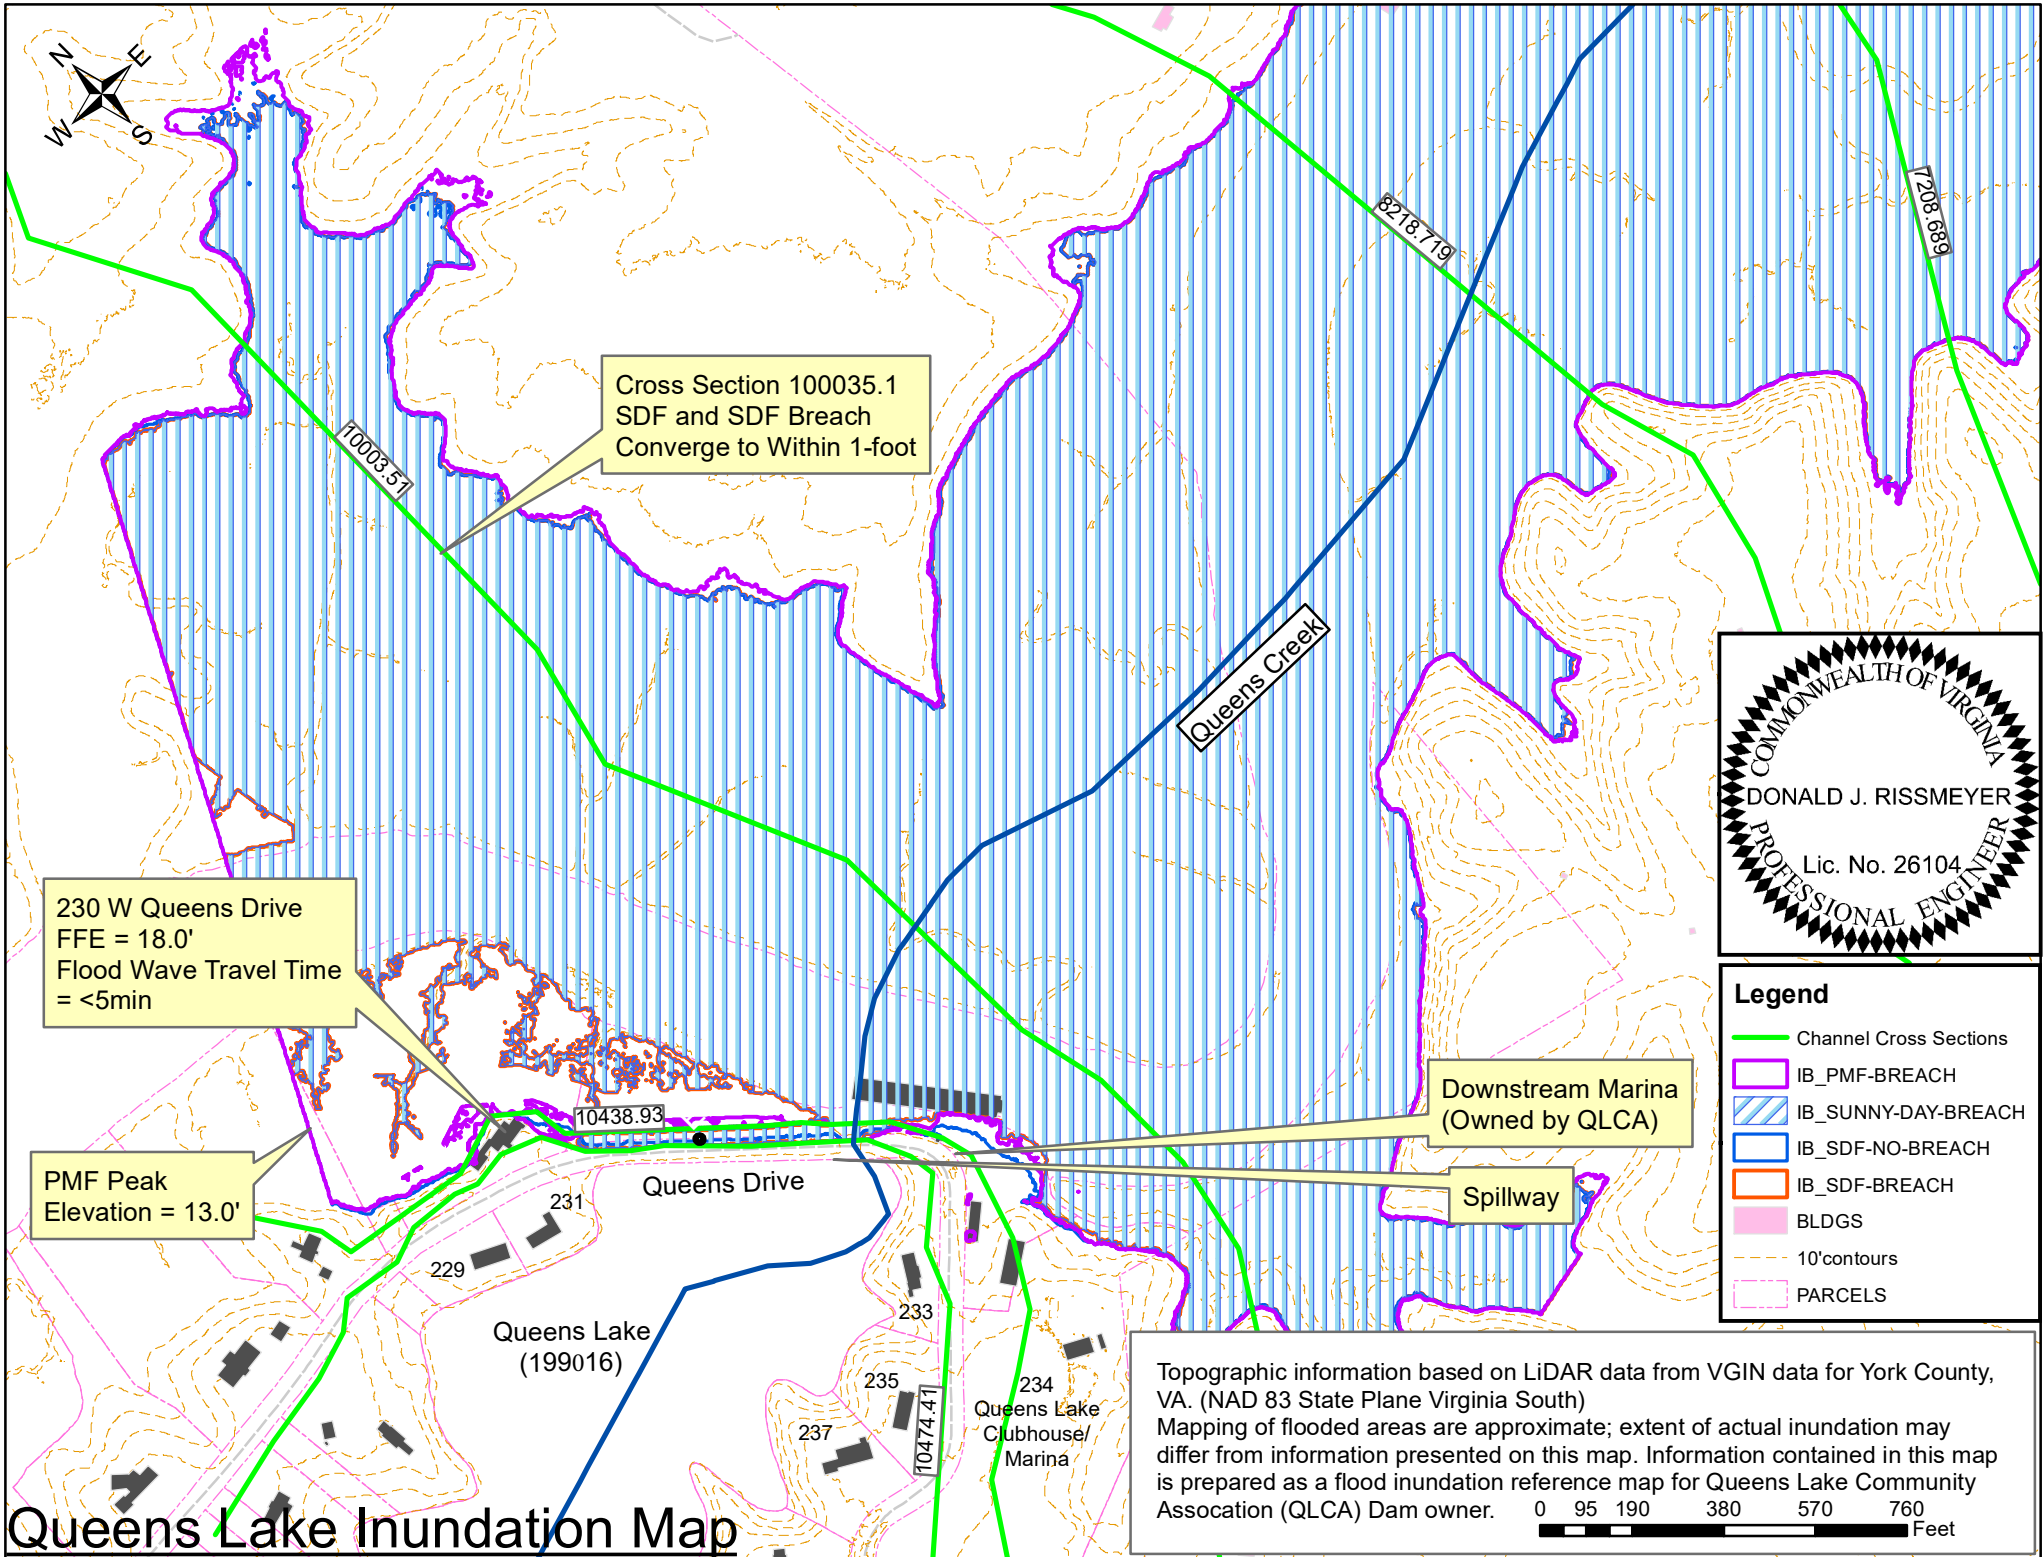 N
E
W
S
7208.689
8218.719
Cross Section 100035.1
SDF and SDF Breach
Converge to Within 1-foot
10003.51
Queens Creek
COMMONWEALTH OF VIRGINIA
DONALD J. RISSMEYER
Lic. No. 26104
PROFESSIONAL ENGINEER
230 W Queens Drive
FFE = 18.0'
Flood Wave Travel Time
= <5min
Legend
Channel Cross Sections
IB_PMF-BREACH
IB_SUNNY-DAY-BREACH
IB_SDF-NO-BREACH
IB_SDF-BREACH
BLDGS
10'contours
PARCELS
10438.93
Downstream Marina
(Owned by QLCA)
PMF Peak
Elevation = 13.0'
Queens Drive
Spillway
231
229
233
Queens Lake
(199016)
235
237
10474.41
234
Queens Lake
Clubhouse/
Marina
Topographic information based on LiDAR data from VGIN data for York County,
VA. (NAD 83 State Plane Virginia South)
Mapping of flooded areas are approximate; extent of actual inundation may
differ from information presented on this map. Information contained in this map
is prepared as a flood inundation reference map for Queens Lake Community
Assocation (QLCA) Dam owner.
0 95 190 380 570 760
Feet
Queens Lake Inundation Map